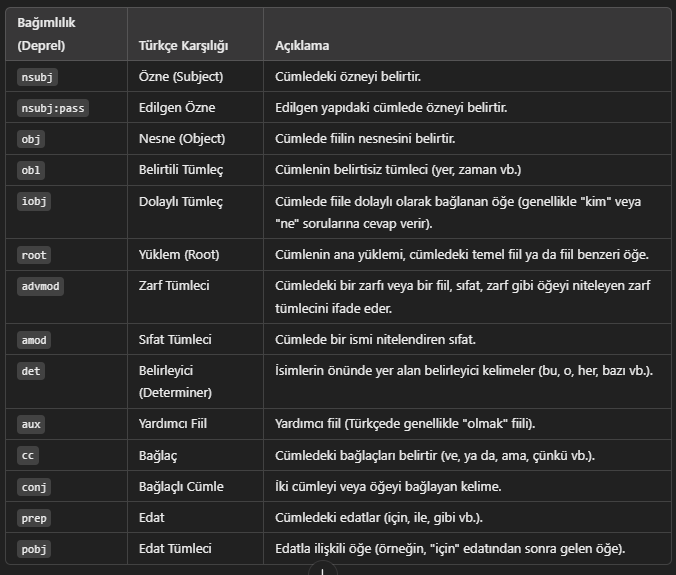 Bağımlılık
(Deprel) Türkçe Karşılığı Açıklama
nsubj Özne (Subject) Cümledeki özneyi belirtir.
nsubj:pass Edilgen Özne Edilgen yapıdaki cümlede özneyi belirtir.
obj Nesne (Object) Cümlede fiilin nesnesini belirtir.
obl Belirtili Tümleç Cümlenin belirtisiz tümleci (yer, zaman vb.)
iobj Dolaylı Tümleç Cümlede fiile dolaylı olarak bağlanan öğe (genellikle "kim" veya
"ne" sorularına cevap verir).
root Yüklem (Root) Cümlenin ana yüklemi, cümledeki temel fiil ya da fiil benzeri öğe.
advmod Zarf Tümleci Cümledeki bir zarfı veya bir fiil, sıfat, zarf gibi öğeyi niteleyen zarf
tümlecini ifade eder.
amod Sıfat Tümleci Cümlede bir ismi nitelendiren sıfat.
det Belirleyici İsimlerin önünde yer alan belirleyici kelimeler (bu, o, her, bazı vb.).
(Determiner)
aux Yardımcı Fiil Yardımcı fiil (Türkçede genellikle "olmak" fiili).
cc Bağlaç Cümledeki bağlaçları belirtir (ve, ya da, ama, çünkü vb.).
conj Bağlaçlı Cümle İki cümleyi veya öğeyi bağlayan kelime.
prep Edat Cümledeki edatlar (için, ile, gibi vb.).
pobj Edat Tümleci Edatla ilişkili öğe (örneğin, "için" edatından sonra gelen öğe).